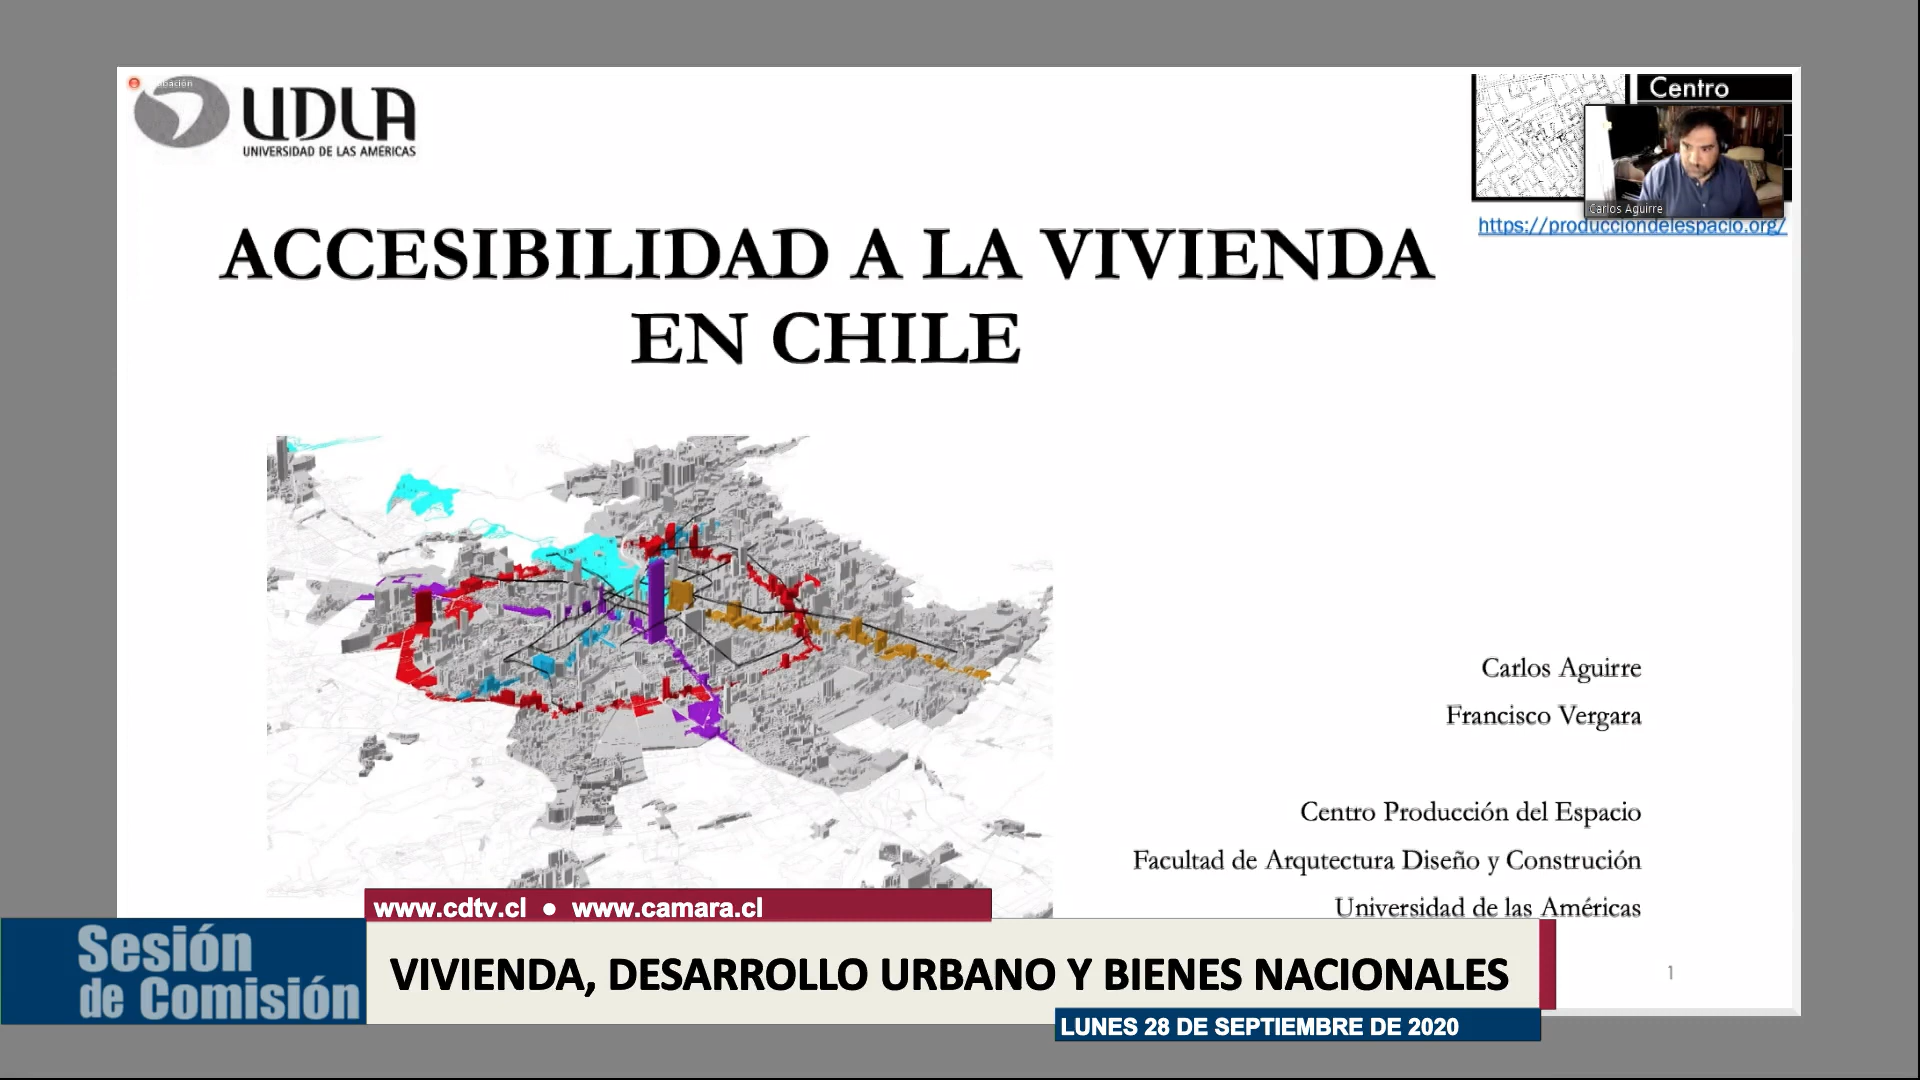 UDLA
UNIVERSIDAD DE LAS AMÉRICAS
Centro
Carlos Aguirre
https://producciondelespacio.org/
ACCESIBILIDAD A LA VIVIENDA
EN CHILE
Carlos Aguirre
Francisco Vergara
Centro Producción del Espacio
Facultad de Arqutectura Diseño y Construción
Universidad de las Américas
www.cdtv.cl ● www.camara.cl
Sesión
de Comisión
VIVIENDA, DESARROLLO URBANO Y BIENES NACIONALES
1
LUNES 28 DE SEPTIEMBRE DE 2020